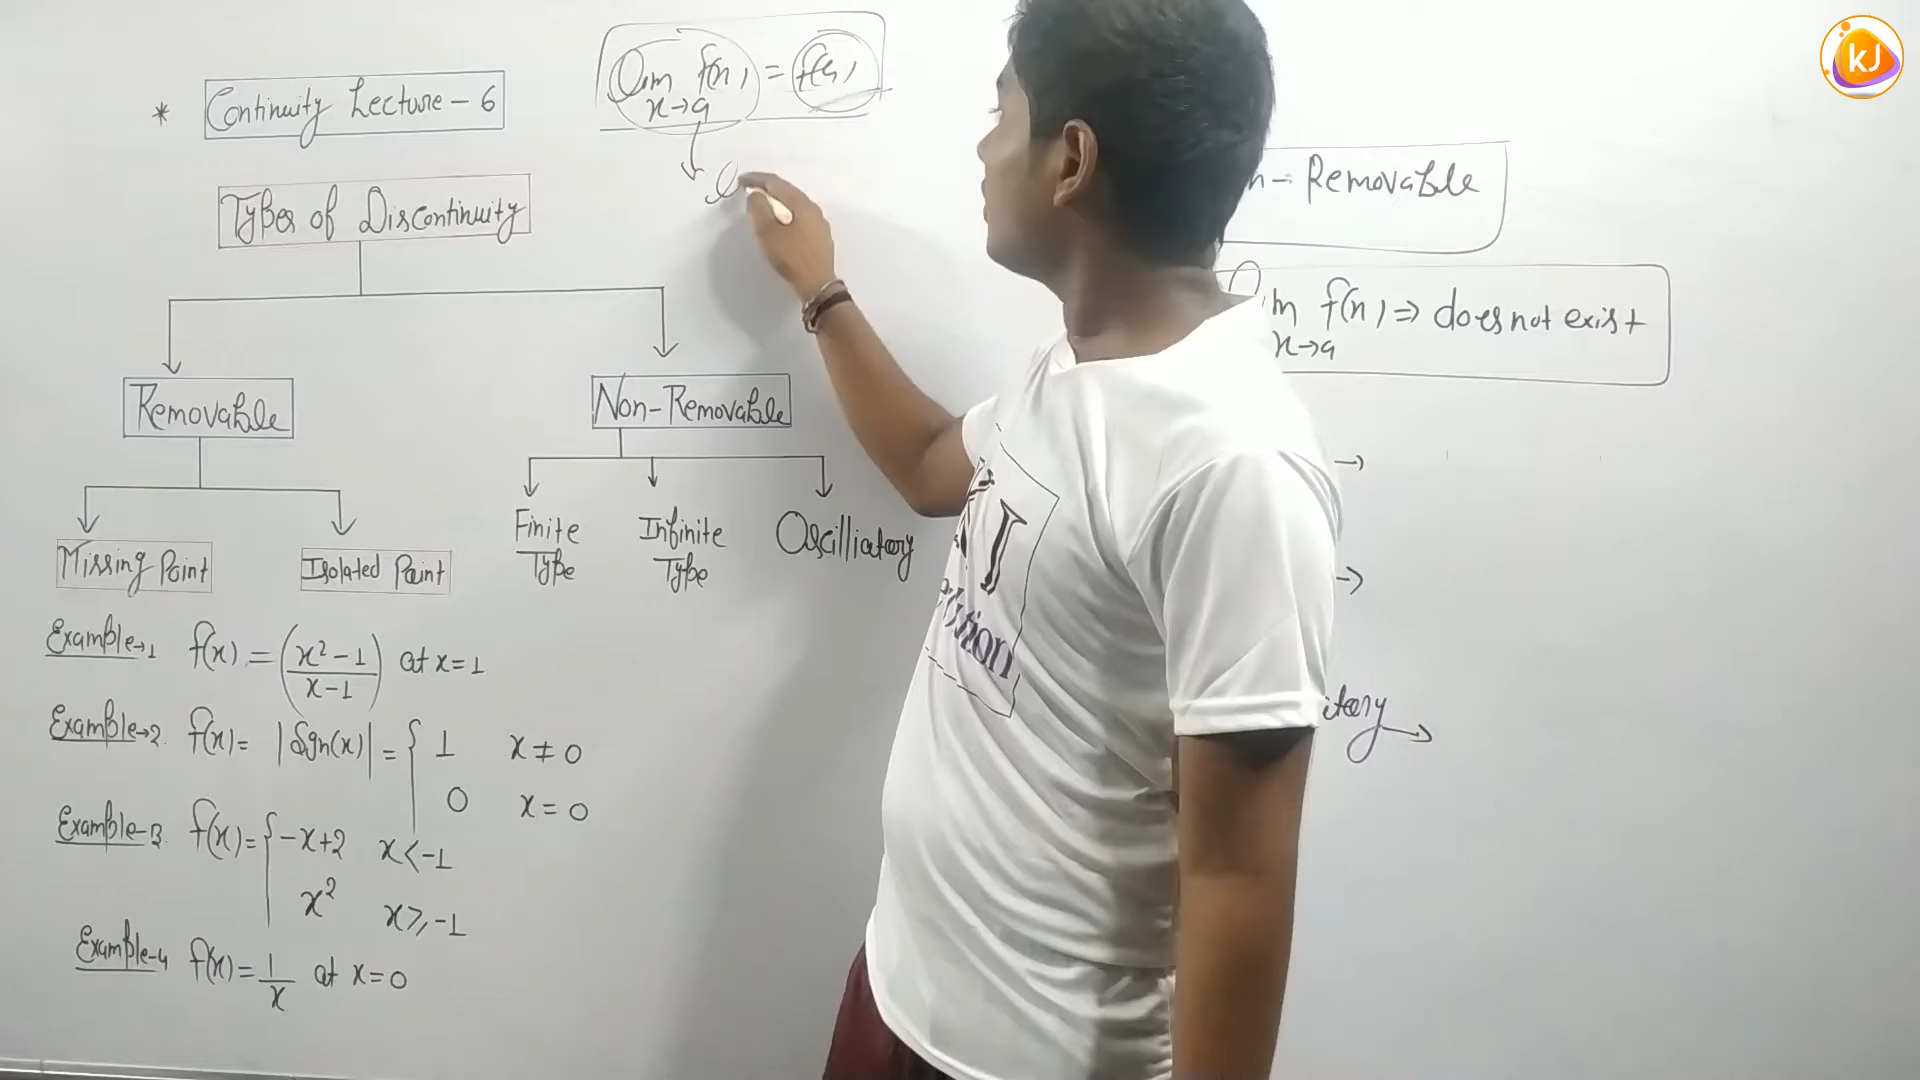 * Continuity Lecture - 6
Lim f(x) = f(a)
x→a
Types of Discontinuity
Removable
Non-Removable
Missing Point
Isolated Point
Finite Type
Infinite Type
Oscilliatory
Example→1 f(x) = (x²-1 / x-1) at x=1
Example→2 f(x) = |Sgn(x)| = { 1 x ≠ 0
0 x = 0
Example-3 f(x) = { -x+2 x < -1
x² x ≥ -1
Example-4 f(x) = 1/x at x=0
n - Removable
im f(x) ⇒ does not exist
x→a
→
→
→
KJ